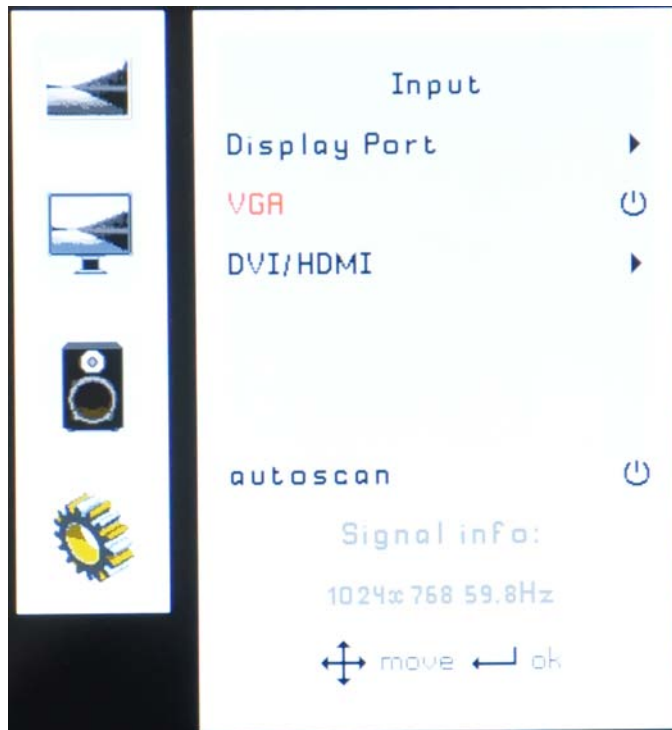 Input
Display Port
VGA
DVI/HDMI
autoscan
Signal info:
1024x768 59.8Hz
move ok